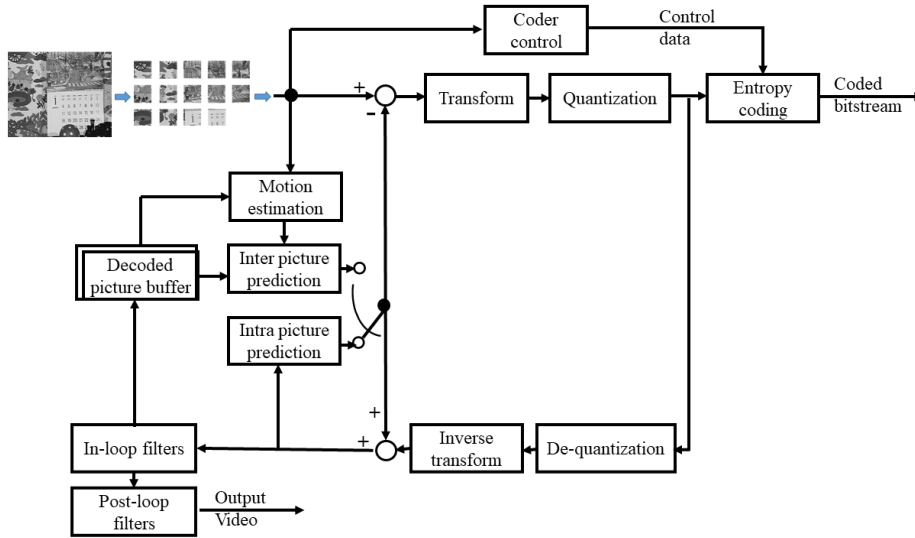 Coder
control
Control
data
+
-
Transform
Quantization
Entropy
coding
Coded
bitstream
Motion
estimation
Decoded
picture buffer
Inter picture
prediction
Intra picture
prediction
+
+
In-loop filters
Inverse
transform
De-quantization
Post-loop
filters
Output
Video